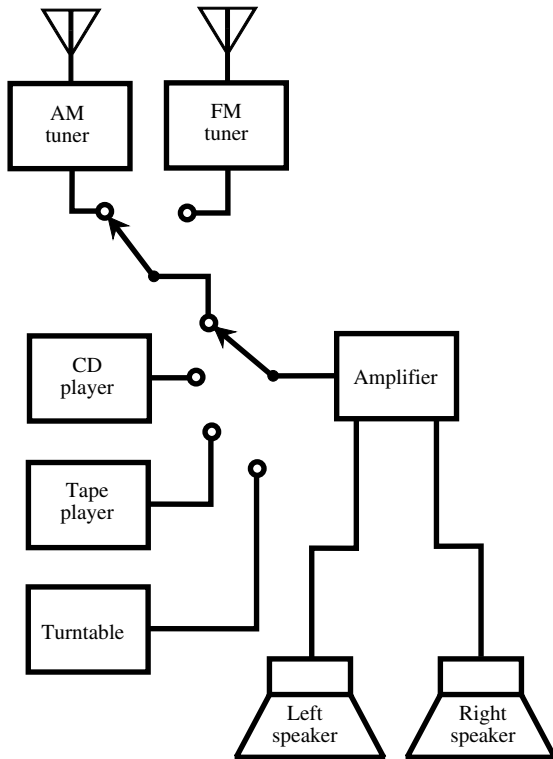 AM
tuner
FM
tuner
CD
player
Amplifier
Tape
player
Turntable
Left
speaker
Right
speaker